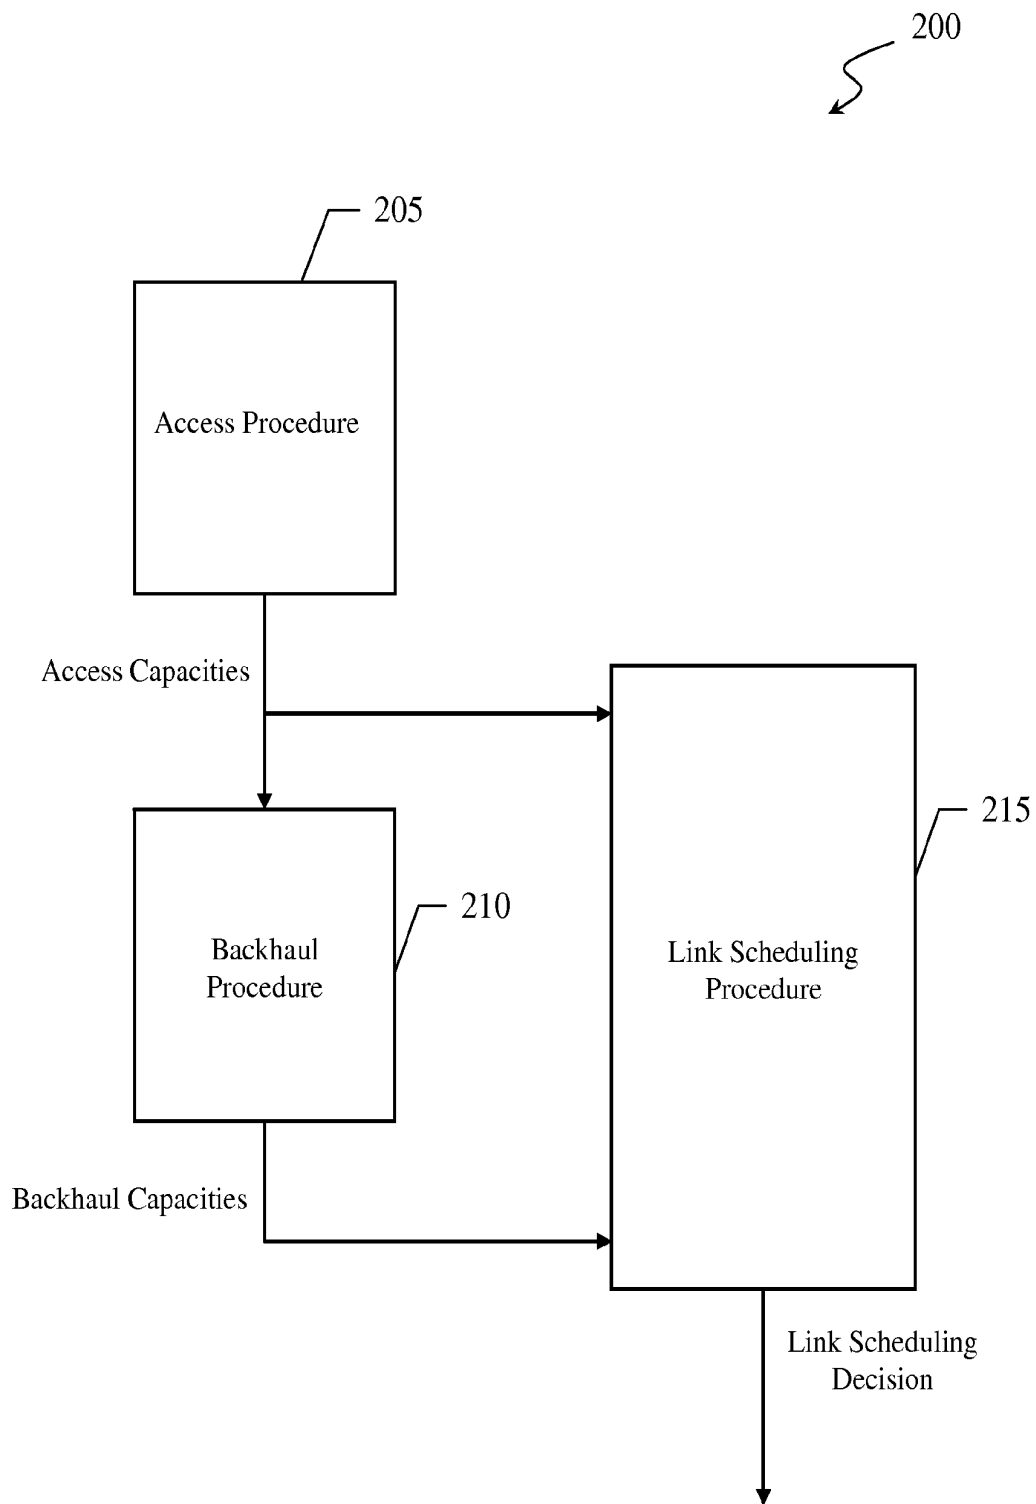 200
205
Access Procedure
Access Capacities
215
210
Backhaul
Procedure
Link Scheduling
Procedure
Backhaul Capacities
Link Scheduling
Decision